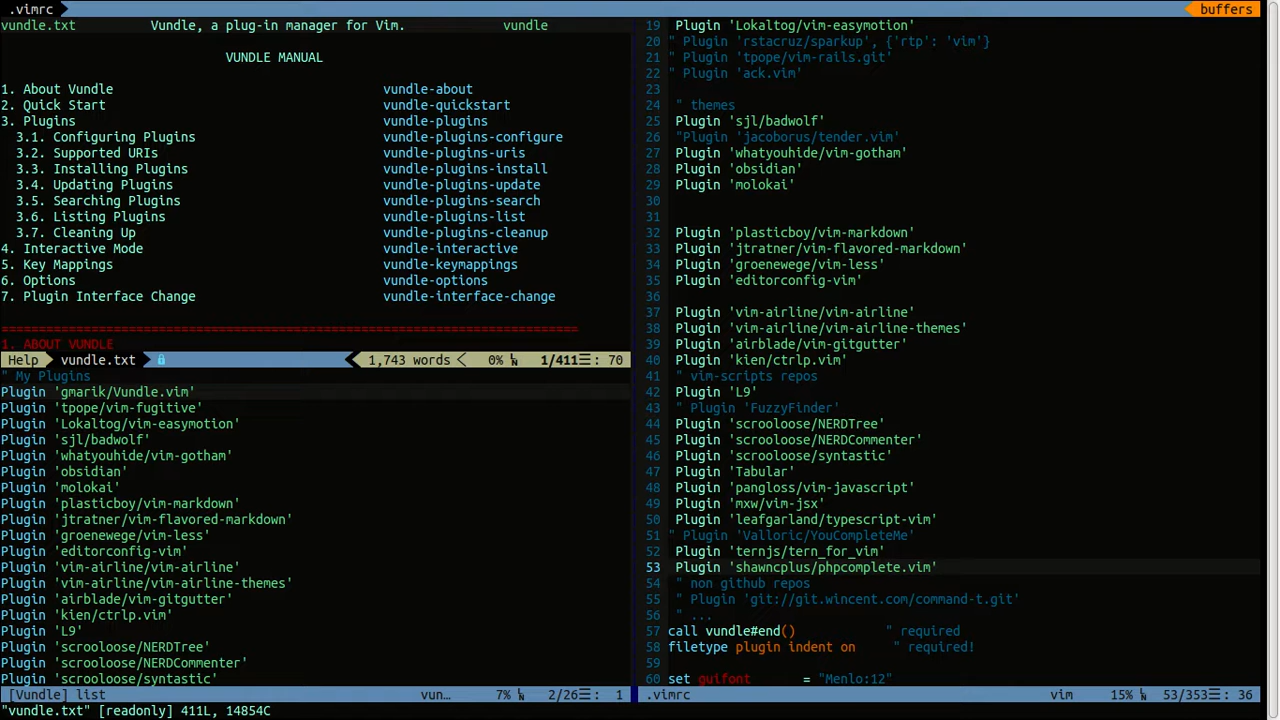 .vimrc buffers
vundle.txt Vundle, a plug-in manager for Vim. vundle
VUNDLE MANUAL
1. About Vundle vundle-about
2. Quick Start vundle-quickstart
3. Plugins vundle-plugins
3.1. Configuring Plugins vundle-plugins-configure
3.2. Supported URIs vundle-plugins-uris
3.3. Installing Plugins vundle-plugins-install
3.4. Updating Plugins vundle-plugins-update
3.5. Searching Plugins vundle-plugins-search
3.6. Listing Plugins vundle-plugins-list
3.7. Cleaning Up vundle-plugins-cleanup
4. Interactive Mode vundle-interactive
5. Key Mappings vundle-keymappings
6. Options vundle-options
7. Plugin Interface Change vundle-interface-change
=============================================================================
1. ABOUT VUNDLE
Help vundle.txt 1,743 words 0% ␤ 1/411☰: 70
" My Plugins
Plugin 'gmarik/Vundle.vim'
Plugin 'tpope/vim-fugitive'
Plugin 'Lokaltog/vim-easymotion'
Plugin 'sjl/badwolf'
Plugin 'whatyouhide/vim-gotham'
Plugin 'obsidian'
Plugin 'molokai'
Plugin 'plasticboy/vim-markdown'
Plugin 'jtratner/vim-flavored-markdown'
Plugin 'groenewege/vim-less'
Plugin 'editorconfig-vim'
Plugin 'vim-airline/vim-airline'
Plugin 'vim-airline/vim-airline-themes'
Plugin 'airblade/vim-gitgutter'
Plugin 'kien/ctrlp.vim'
Plugin 'L9'
Plugin 'scrooloose/NERDTree'
Plugin 'scrooloose/NERDCommenter'
Plugin 'scrooloose/syntastic'
[Vundle] list vun… 7% 2/26☰: 1
19 Plugin 'Lokaltog/vim-easymotion'
20 " Plugin 'rstacruz/sparkup', {'rtp': 'vim'}
21 " Plugin 'tpope/vim-rails.git'
22 " Plugin 'ack.vim'
23
24 " themes
25 Plugin 'sjl/badwolf'
26 "Plugin 'jacoborus/tender.vim'
27 Plugin 'whatyouhide/vim-gotham'
28 Plugin 'obsidian'
29 Plugin 'molokai'
30
31
32 Plugin 'plasticboy/vim-markdown'
33 Plugin 'jtratner/vim-flavored-markdown'
34 Plugin 'groenewege/vim-less'
35 Plugin 'editorconfig-vim'
36
37 Plugin 'vim-airline/vim-airline'
38 Plugin 'vim-airline/vim-airline-themes'
39 Plugin 'airblade/vim-gitgutter'
40 Plugin 'kien/ctrlp.vim'
41 " vim-scripts repos
42 Plugin 'L9'
43 " Plugin 'FuzzyFinder'
44 Plugin 'scrooloose/NERDTree'
45 Plugin 'scrooloose/NERDCommenter'
46 Plugin 'scrooloose/syntastic'
47 Plugin 'Tabular'
48 Plugin 'pangloss/vim-javascript'
49 Plugin 'mxw/vim-jsx'
50 Plugin 'leafgarland/typescript-vim'
51 " Plugin 'Valloric/YouCompleteMe'
52 Plugin 'ternjs/tern_for_vim'
53 Plugin 'shawncplus/phpcomplete.vim'
54 " non github repos
55 " Plugin 'git://git.wincent.com/command-t.git'
56 " ...
57 call vundle#end() " required
58 filetype plugin indent on " required!
59
60 set guifont = "Menlo:12"
.vimrc vim 15% 53/353☰: 36
"vundle.txt" [readonly] 411L, 14854C